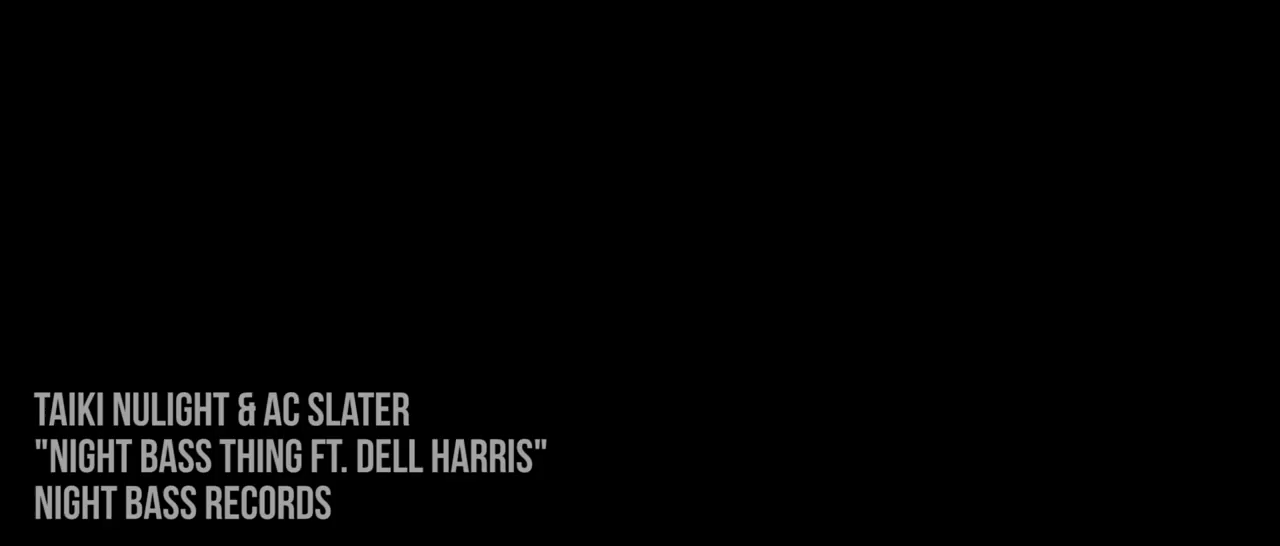 TAIKI NULIGHT & AC SLATER
"NIGHT BASS THING FT. DELL HARRIS"
NIGHT BASS RECORDS